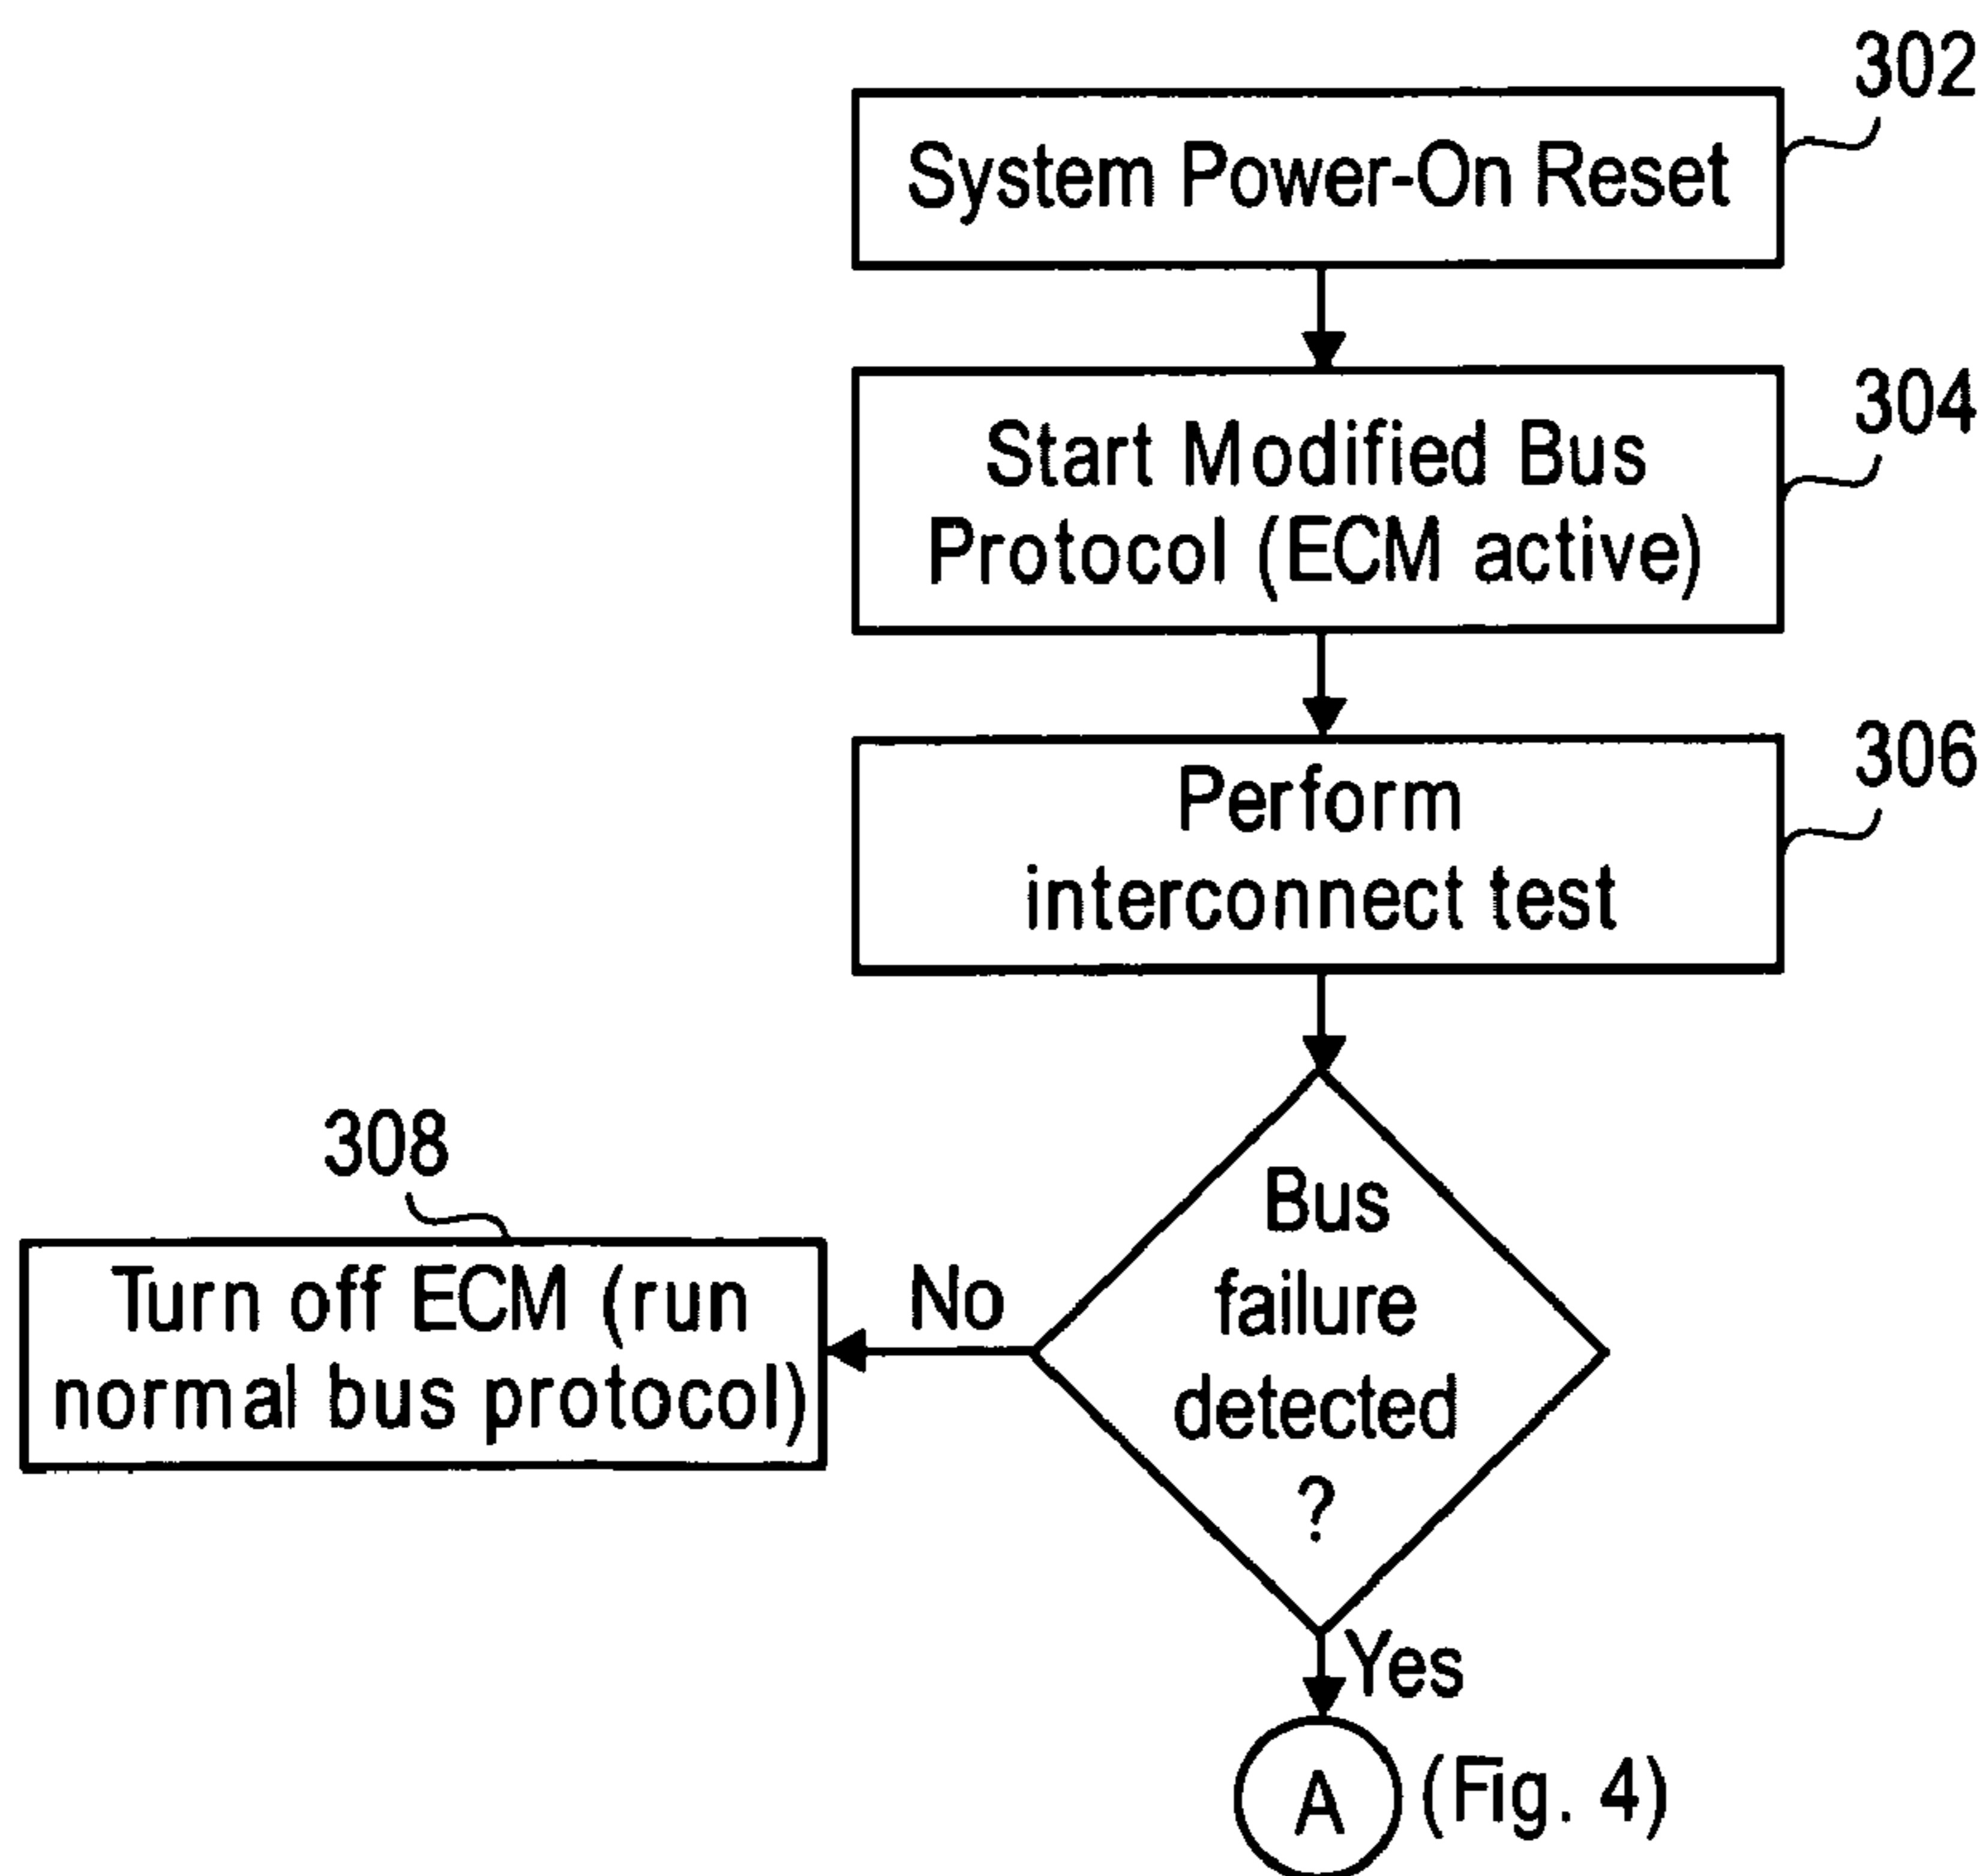 302
System Power-On Reset
304
Start Modified Bus
Protocol (ECM active)
306
Perform
interconnect test
308
Turn off ECM (run
normal bus protocol)
No
Bus
failure
detected
?
Yes
A (Fig. 4)